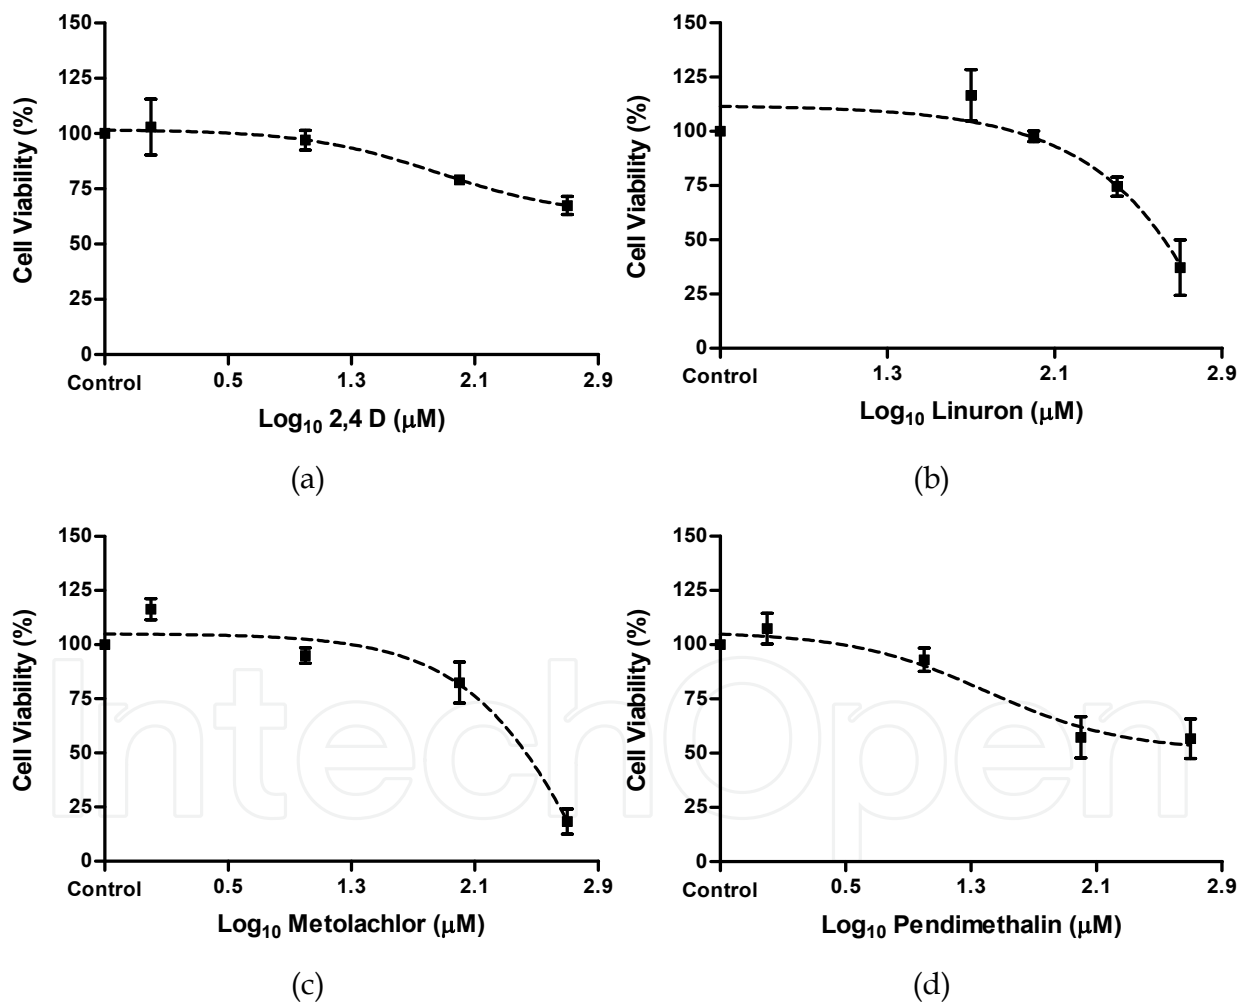 150
125
100
75
50
25
0
Cell Viability (%)
Control 0.5 1.3 2.1 2.9
Log10 2,4 D (μM)
(a)
150
125
100
75
50
25
0
Cell Viability (%)
Control 1.3 2.1 2.9
Log10 Linuron (μM)
(b)
150
125
100
75
50
25
0
Cell Viability (%)
Control 0.5 1.3 2.1 2.9
Log10 Metolachlor (μM)
(c)
150
125
100
75
50
25
0
Cell Viability (%)
Control 0.5 1.3 2.1 2.9
Log10 Pendimethalin (μM)
(d)
IntechOpen